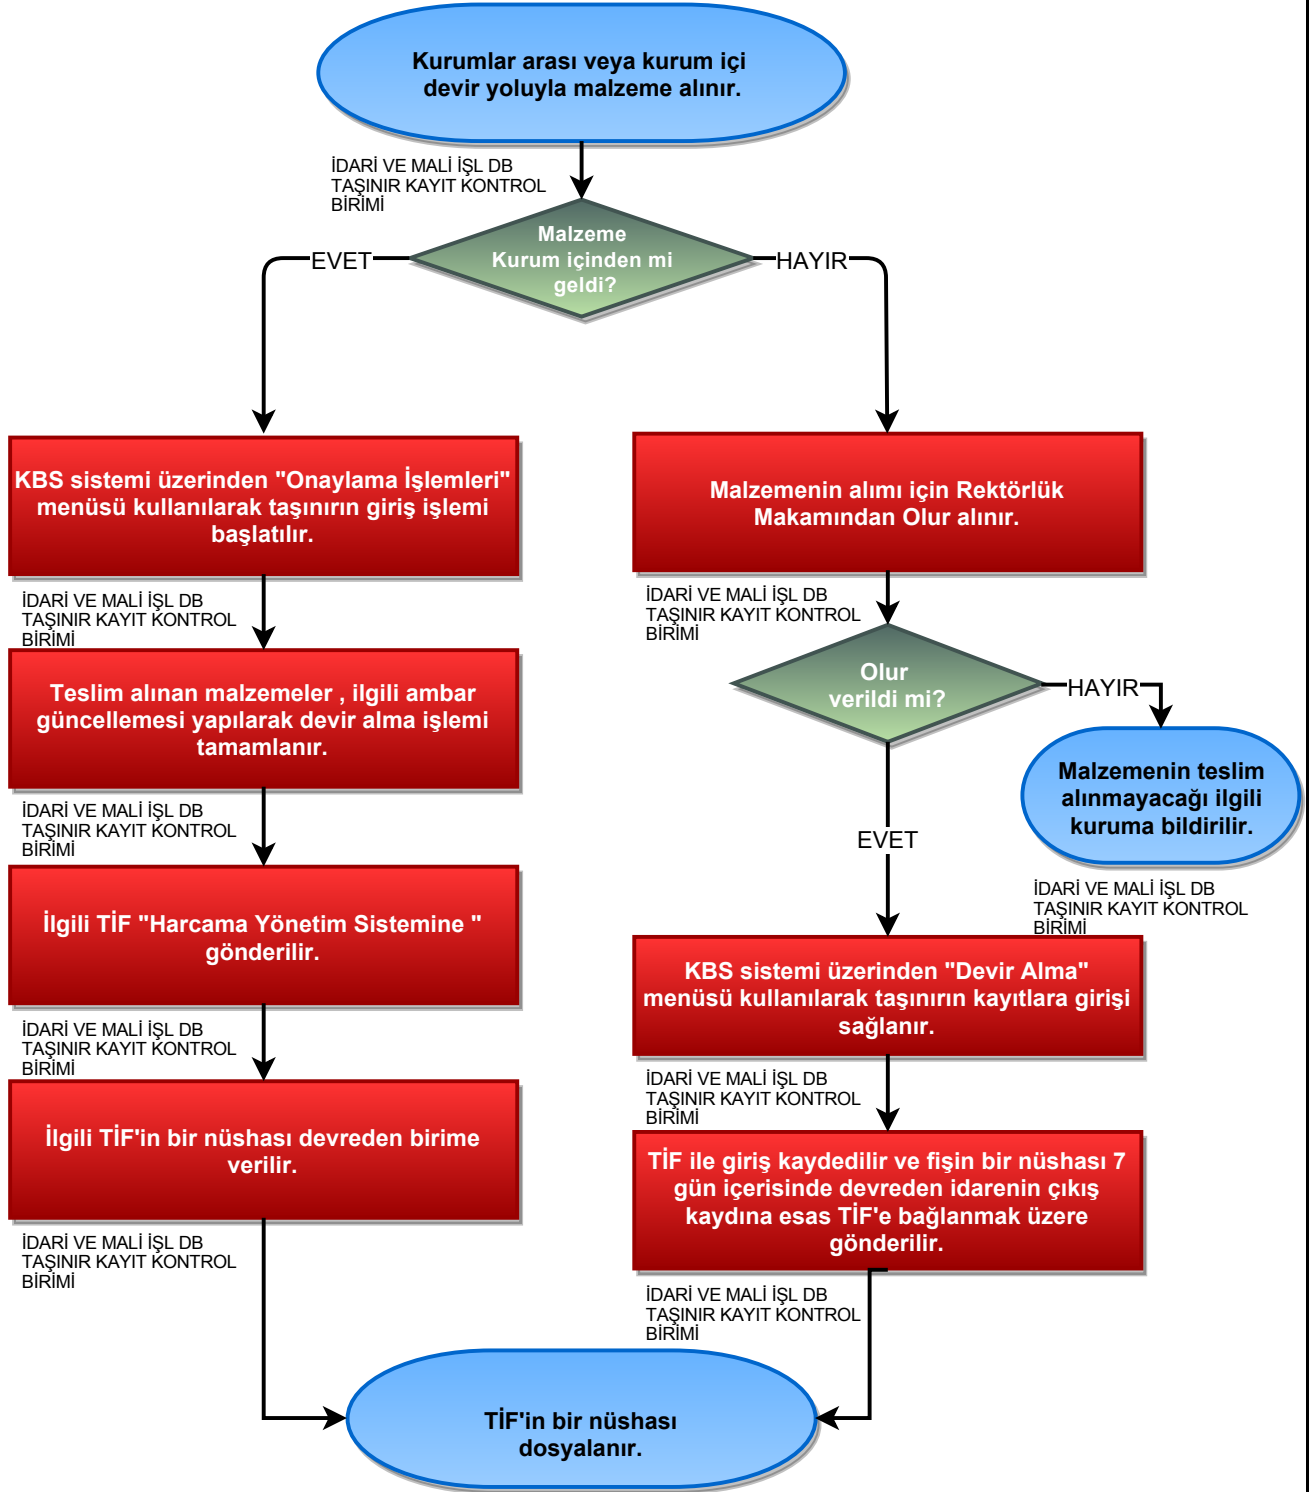 Kurumlar arası veya kurum içi
devir yoluyla malzeme alınır.
İDARİ VE MALİ İŞL DB
TAŞINIR KAYIT KONTROL
BİRİMİ
Malzeme
Kurum içinden mi
geldi?
EVET
HAYIR
KBS sistemi üzerinden "Onaylama İşlemleri"
menüsü kullanılarak taşınırın giriş işlemi
başlatılır.
İDARİ VE MALİ İŞL DB
TAŞINIR KAYIT KONTROL
BİRİMİ
Teslim alınan malzemeler , ilgili ambar
güncellemesi yapılarak devir alma işlemi
tamamlanır.
İDARİ VE MALİ İŞL DB
TAŞINIR KAYIT KONTROL
BİRİMİ
İlgili TİF "Harcama Yönetim Sistemine "
gönderilir.
İDARİ VE MALİ İŞL DB
TAŞINIR KAYIT KONTROL
BİRİMİ
İlgili TİF'in bir nüshası devreden birime
verilir.
İDARİ VE MALİ İŞL DB
TAŞINIR KAYIT KONTROL
BİRİMİ
Malzemenin alımı için Rektörlük
Makamından Olur alınır.
İDARİ VE MALİ İŞL DB
TAŞINIR KAYIT KONTROL
BİRİMİ
Olur
verildi mi?
HAYIR
Malzemenin teslim
alınmayacağı ilgili
kuruma bildirilir.
İDARİ VE MALİ İŞL DB
TAŞINIR KAYIT KONTROL
BİRİMİ
EVET
KBS sistemi üzerinden "Devir Alma"
menüsü kullanılarak taşınırın kayıtlara girişi
sağlanır.
İDARİ VE MALİ İŞL DB
TAŞINIR KAYIT KONTROL
BİRİMİ
TİF ile giriş kaydedilir ve fişin bir nüshası 7
gün içerisinde devreden idarenin çıkış
kaydına esas TİF'e bağlanmak üzere
gönderilir.
İDARİ VE MALİ İŞL DB
TAŞINIR KAYIT KONTROL
BİRİMİ
TİF'in bir nüshası
dosyalanır.